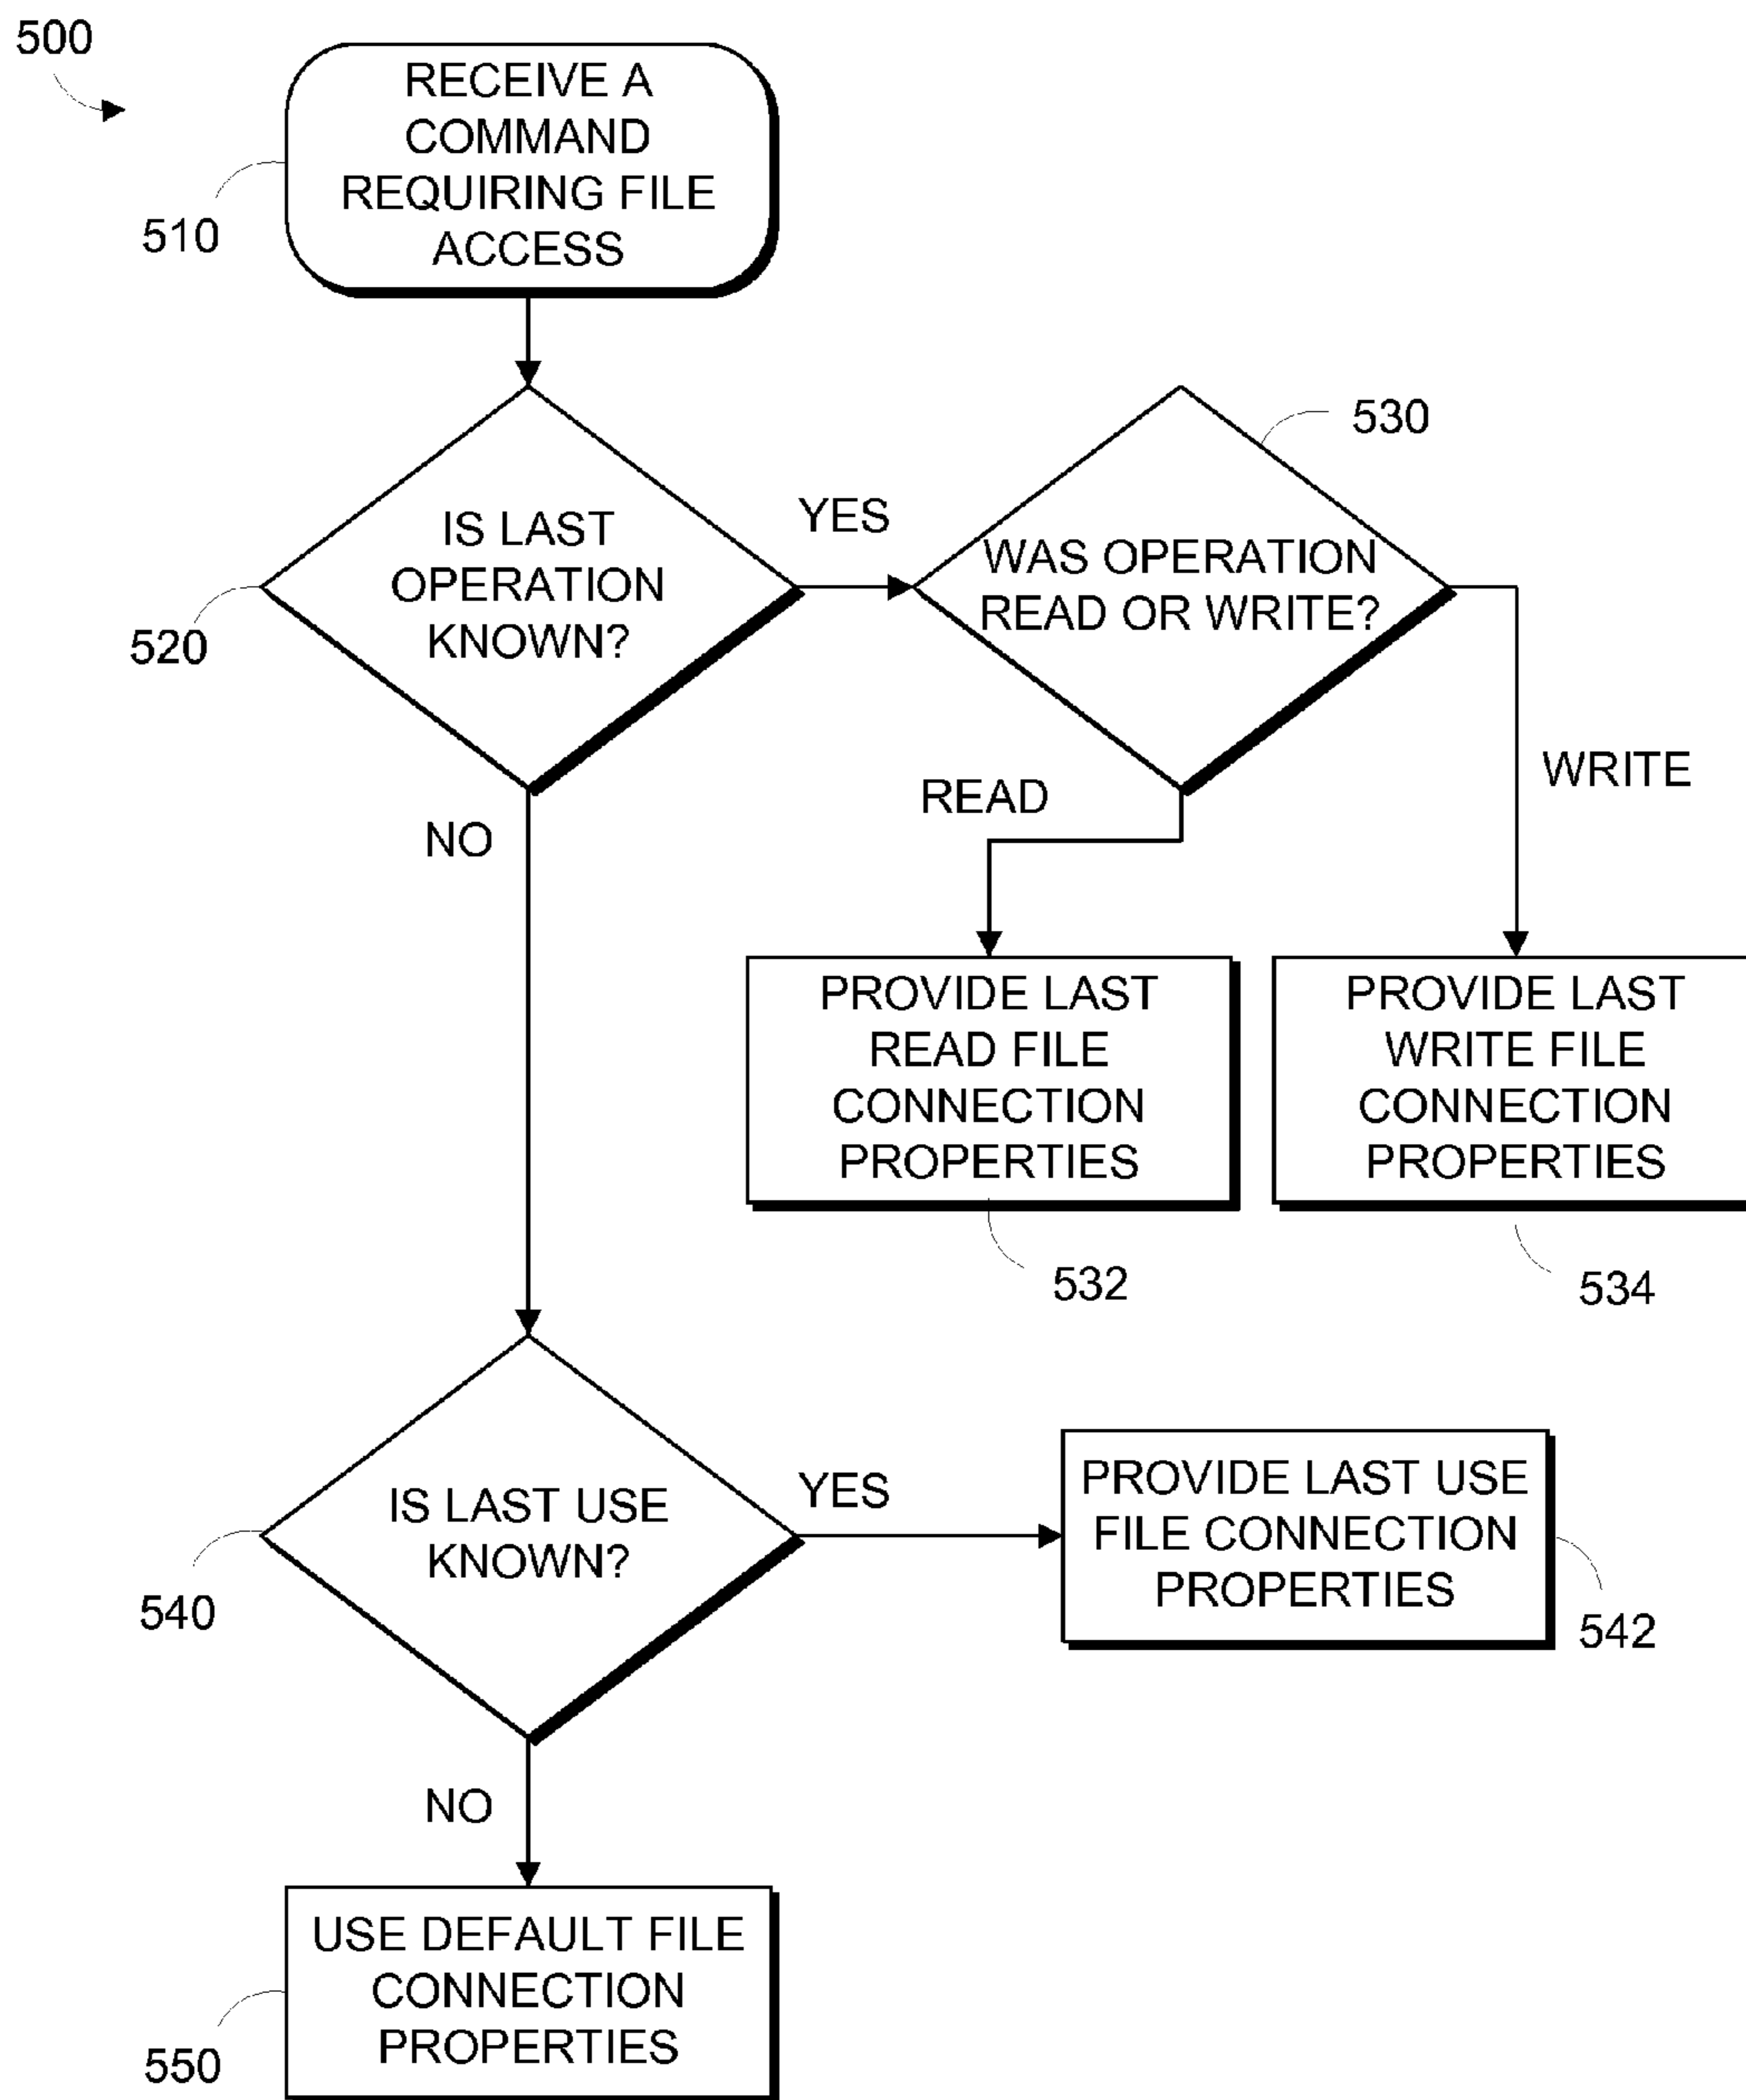 500
RECEIVE A
COMMAND
REQUIRING FILE
ACCESS
510
IS LAST
OPERATION
KNOWN?
520
YES
530
WAS OPERATION
READ OR WRITE?
READ
WRITE
NO
PROVIDE LAST
READ FILE
CONNECTION
PROPERTIES
532
PROVIDE LAST
WRITE FILE
CONNECTION
PROPERTIES
534
IS LAST USE
KNOWN?
540
YES
PROVIDE LAST USE
FILE CONNECTION
PROPERTIES
542
NO
USE DEFAULT FILE
CONNECTION
PROPERTIES
550